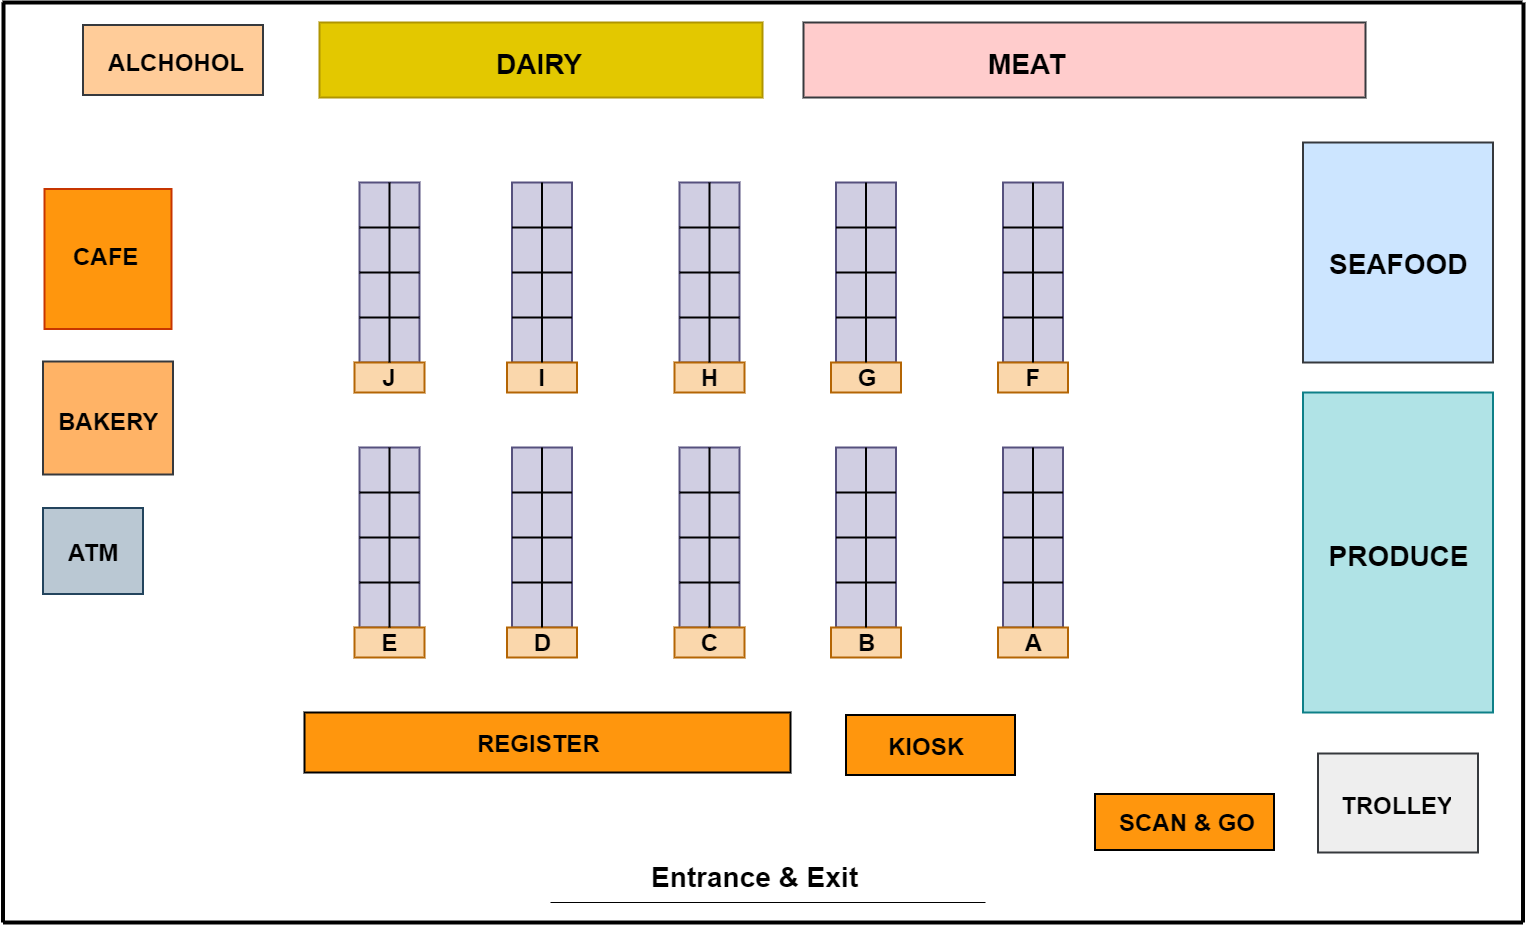 ALCHOHOL
DAIRY
MEAT
CAFE
SEAFOOD
J
I
H
G
F
BAKERY
ATM
PRODUCE
E
D
C
B
A
REGISTER
KIOSK
SCAN & GO
TROLLEY
Entrance & Exit